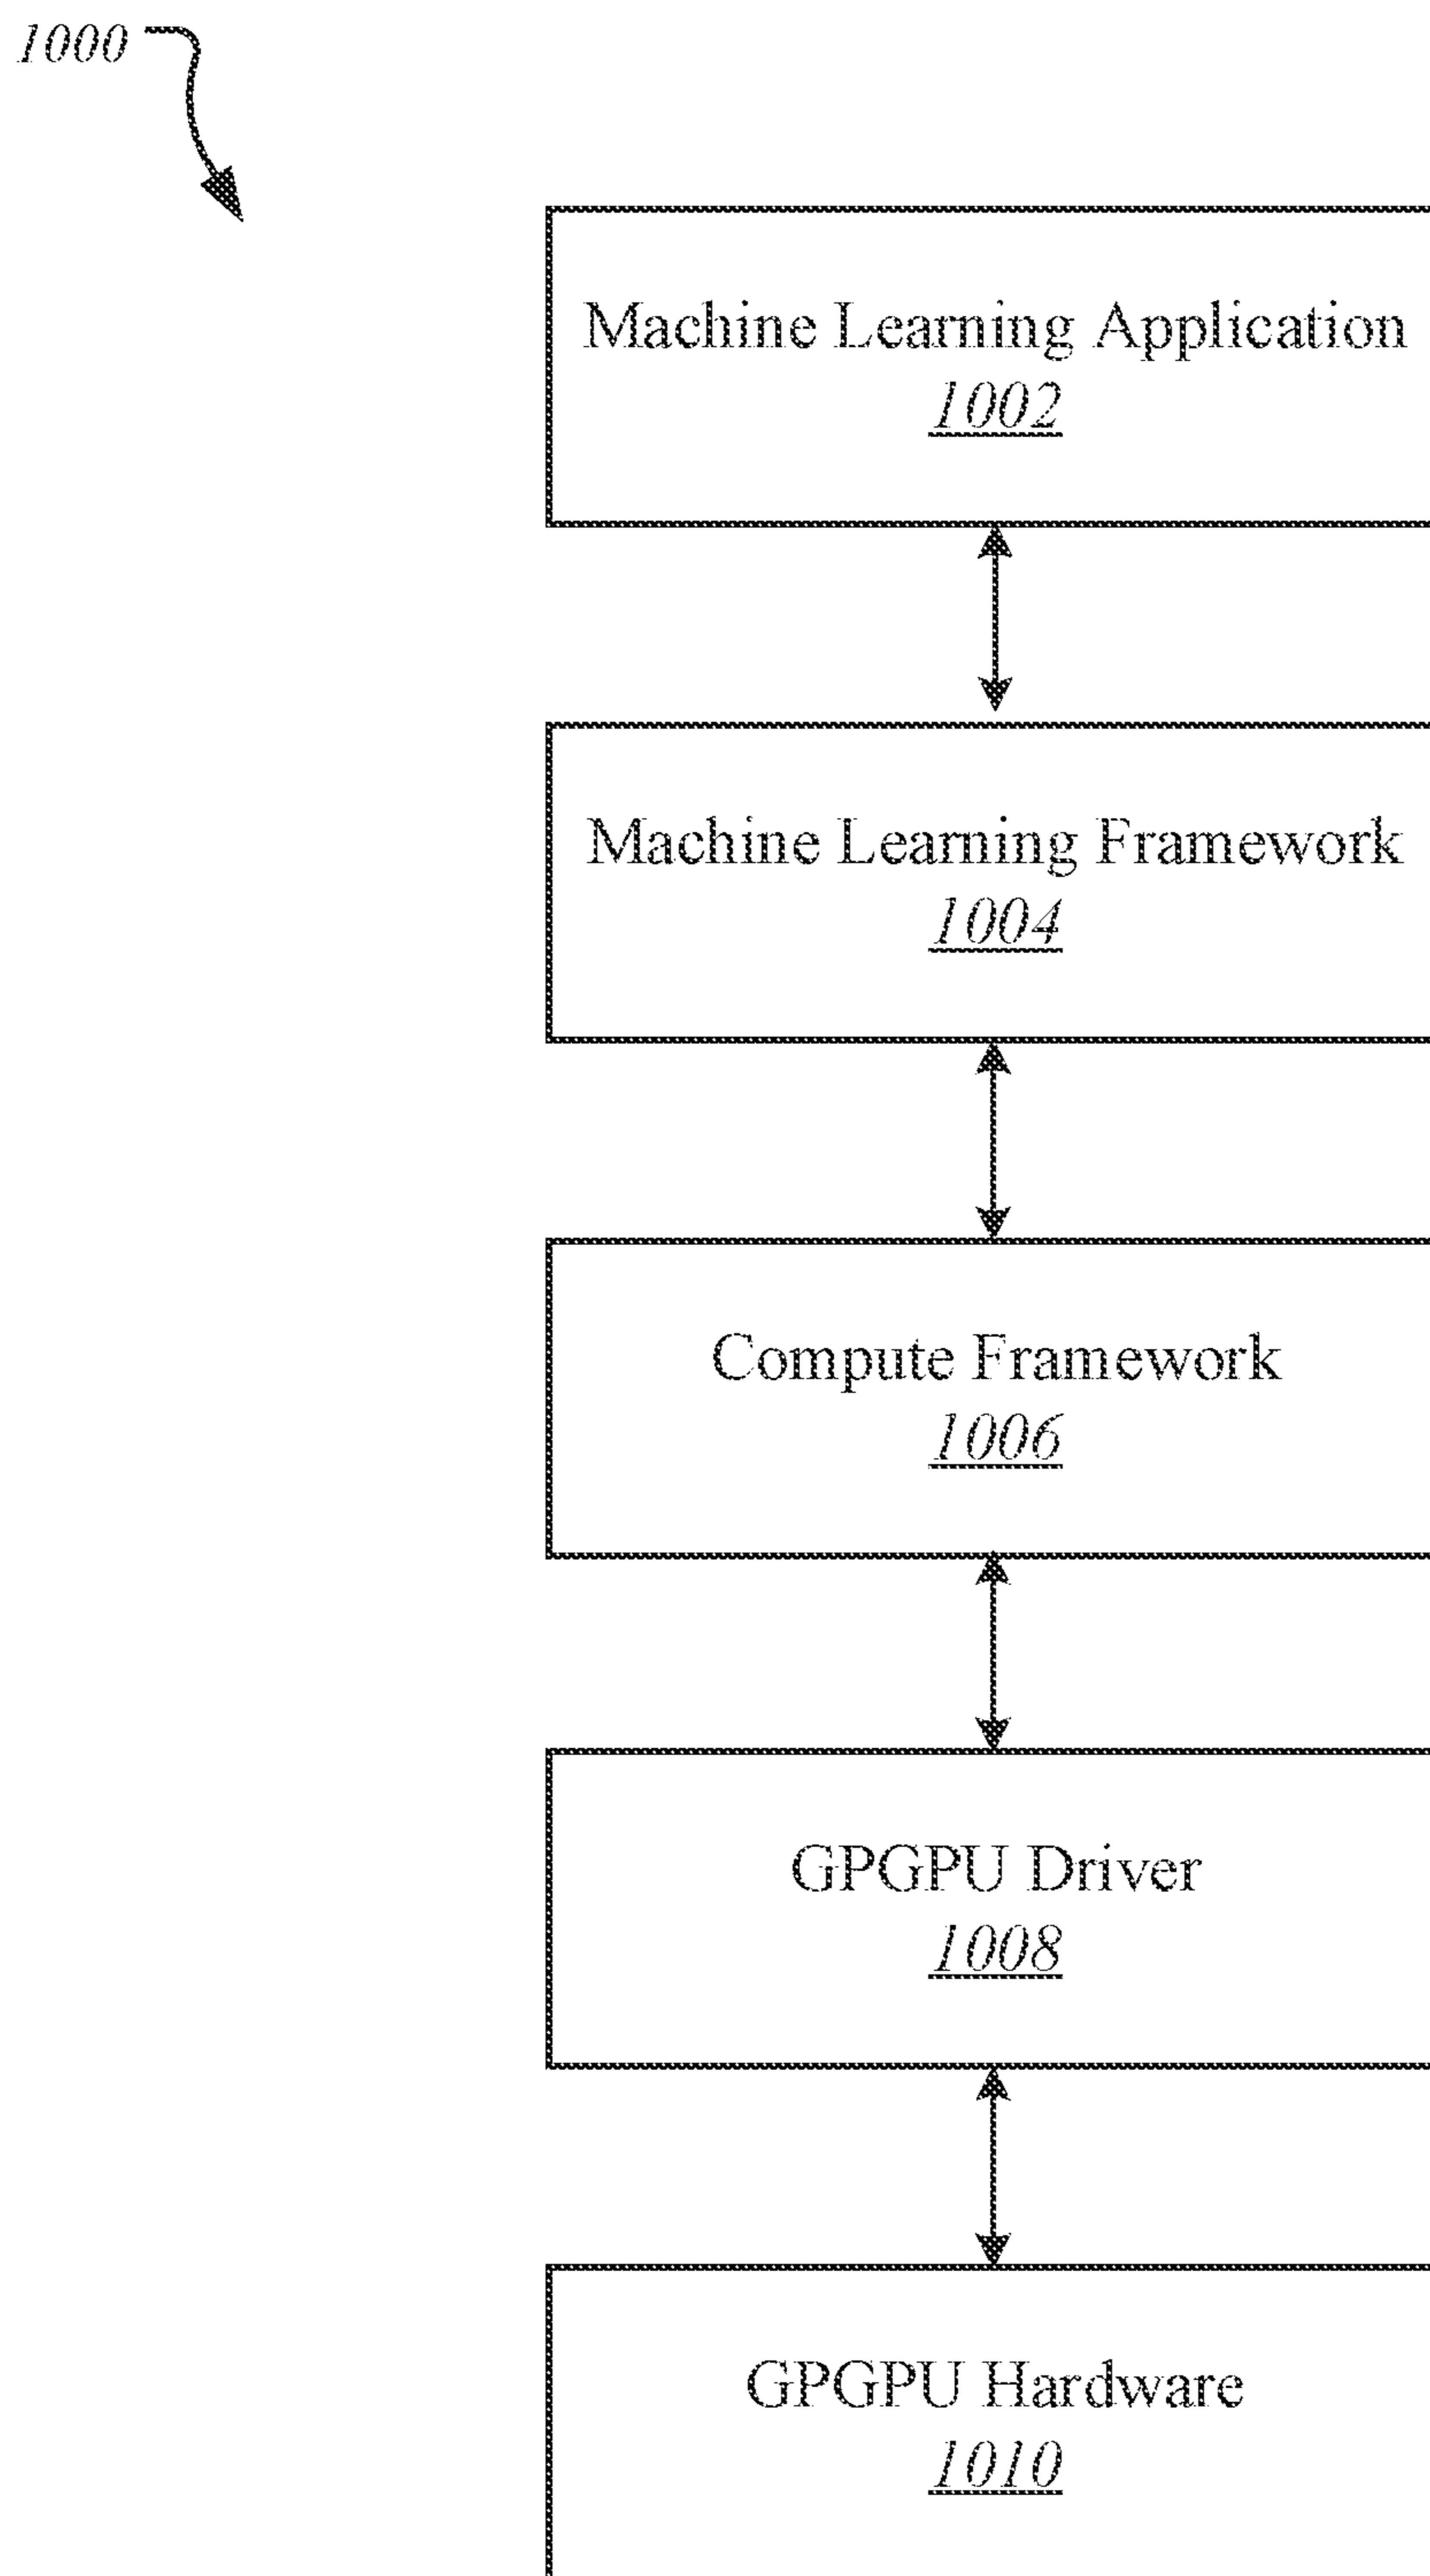 1000
Machine Learning Application
1002
Machine Learning Framework
1004
Compute Framework
1006
GPGPU Driver
1008
GPGPU Hardware
1010